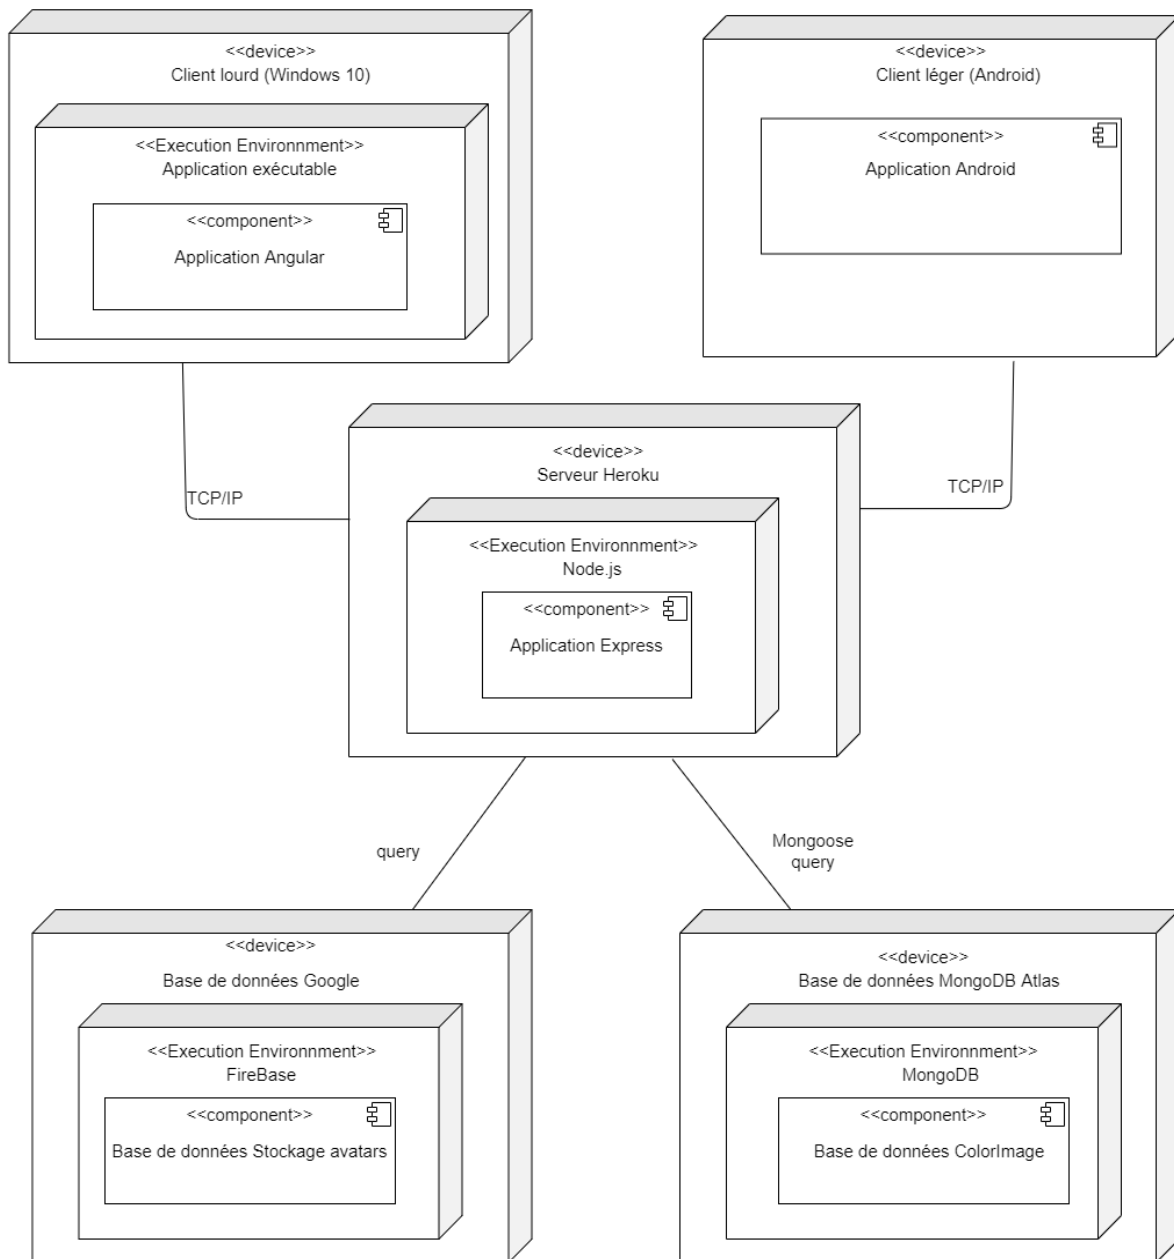 <<device>>
Client lourd (Windows 10)
<<Execution Environnment>>
Application exécutable
<<component>>
Application Angular
<<device>>
Client léger (Android)
<<component>>
Application Android
TCP/IP
TCP/IP
<<device>>
Serveur Heroku
<<Execution Environnment>>
Node.js
<<component>>
Application Express
query
Mongoose
query
<<device>>
Base de données Google
<<Execution Environnment>>
FireBase
<<component>>
Base de données Stockage avatars
<<device>>
Base de données MongoDB Atlas
<<Execution Environnment>>
MongoDB
<<component>>
Base de données ColorImage